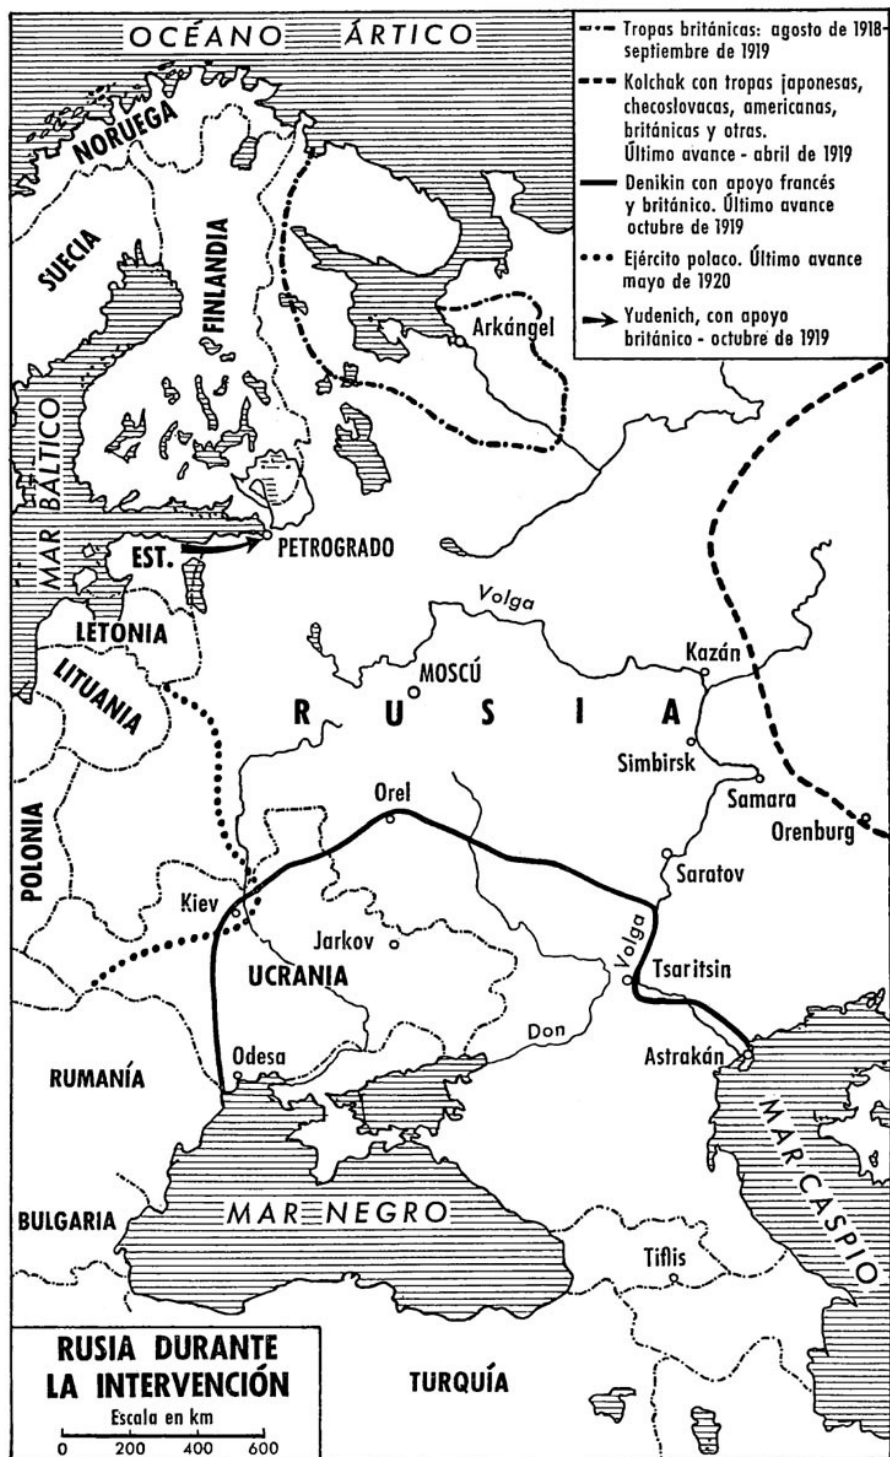 OCÉANO ÁRTICO
Tropas británicas: agosto de 1918-
septiembre de 1919
Kolchak con tropas japonesas,
checoslovacas, americanas,
británicas y otras.
Último avance - abril de 1919
Denikin con apoyo francés
y británico. Último avance
octubre de 1919
Ejército polaco. Último avance
mayo de 1920
Yudenich, con apoyo
británico - octubre de 1919
NORUEGA
SUECIA
FINLANDIA
Arkángel
MAR BÁLTICO
EST.
PETROGRADO
LETONIA
LITUANIA
Volga
MOSCÚ
Kazán
RUSIA
Simbirsk
Samara
Orenburg
Orel
POLONIA
Saratov
Kiev
Jarkov
UCRANIA
Volga
Tsaritsin
Don
Astrakán
Odesa
RUMANÍA
MAR CASPIO
BULGARIA
MAR NEGRO
Tiflis
RUSIA DURANTE
LA INTERVENCIÓN
Escala en km
0 200 400 600
TURQUÍA